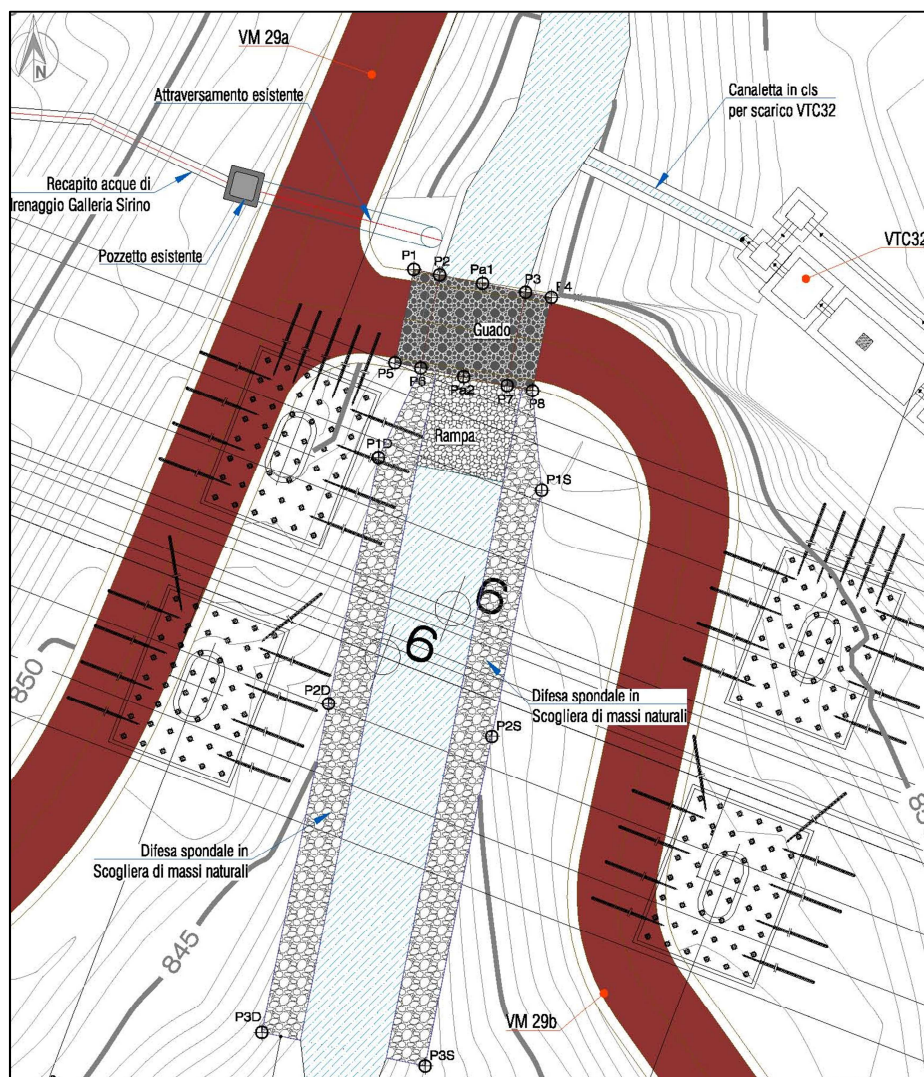 VM 29a
Attraversamento esistente
Canaletta in cls
per scarico VTC32
N
Recapito acque di
drenaggio Galleria Sirino
Pozzetto esistente
VTC32
P1
P2
Pa1
P3
P4
Guado
P5
P6
Pa2
P7
P8
Rampa
P1D
P1S
6
6
850
P2D
Difesa spondale in
Scogliera di massi naturali
P2S
Difesa spondale in
Scogliera di massi naturali
845
P3D
VM 29b
P3S